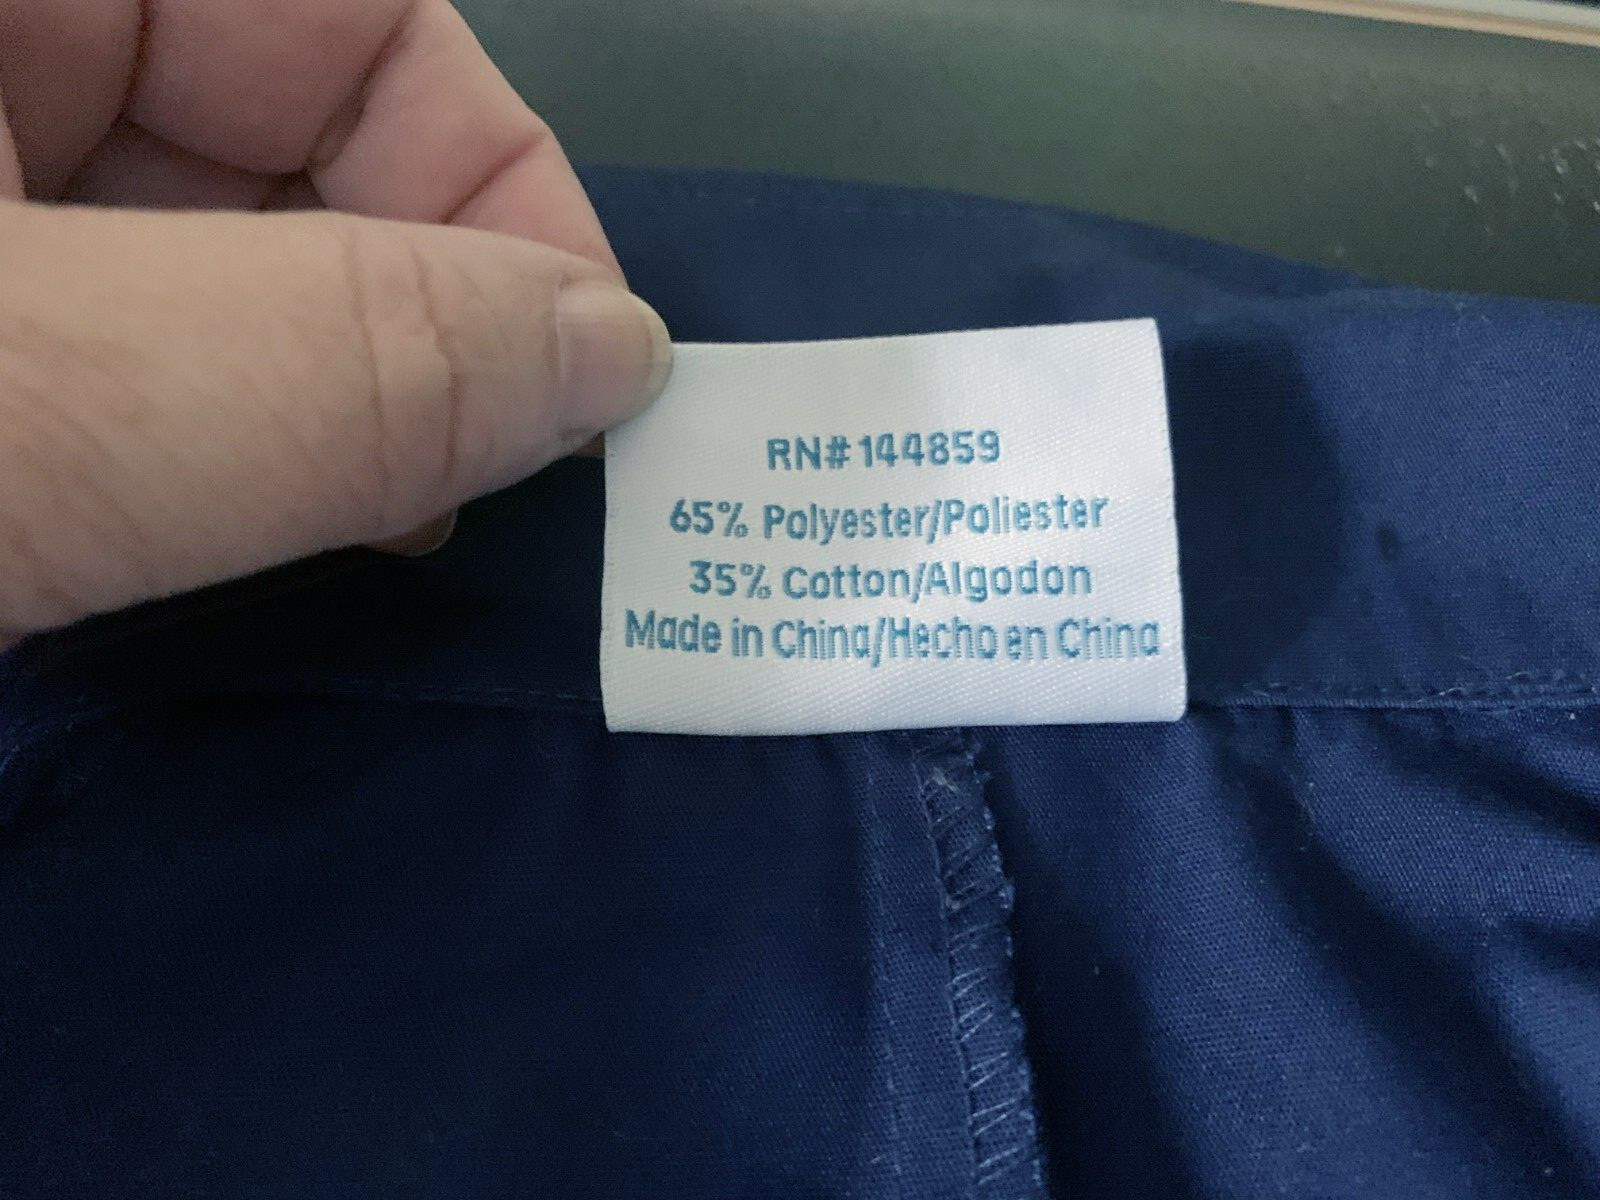 RN#144859
65% Polyester/Poliester
35% Cotton/Algodon
Made in China/Hecho en China